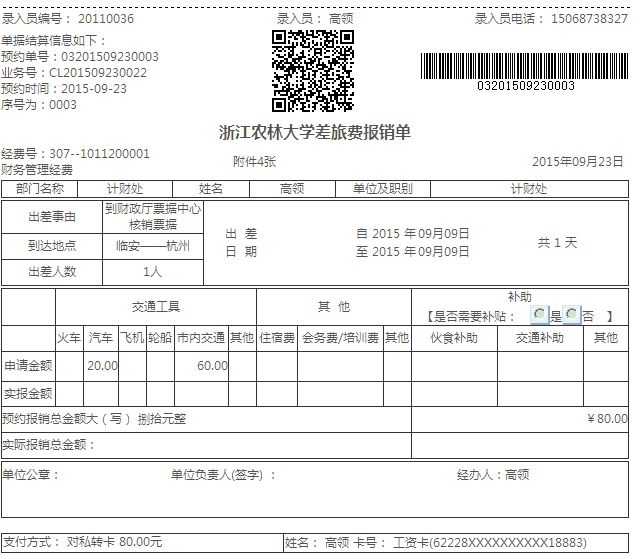 录入员编号： 20110036 录入员： 高领 录入员电话： 15068738327
单据结算信息如下：
预约单号：03201509230003
业务号：CL201509230022
预约时间：2015-09-23
序号为：0003
03201509230003
浙江农林大学差旅费报销单
经费号：307--1011200001
财务管理经费
附件4张
2015年09月23日
部门名称 计财处 姓名 高领 单位及职别 计财处
出差事由 到财政厅票据中心核销票据
到达地点 临安——杭州
出差人数 1人
出 差 自 2015 年09月09日
日 期 至 2015 年09月09日
共 1 天
交通工具 其 他 补助
【是否需要补贴： 是 否 】
火车 汽车 飞机 轮船 市内交通 其他 住宿费 会务费/培训费 其他 伙食补助 交通补助 其他
申请金额 20.00 60.00
实报金额
预约报销总金额大（写） 捌拾元整 ￥80.00
实际报销总金额：
单位公章： 单位负责人(签字) ： 经办人：高领
支付方式： 对私转卡 80.00元 姓名： 高领 卡号： 工资卡(62228XXXXXXXXXX18883)